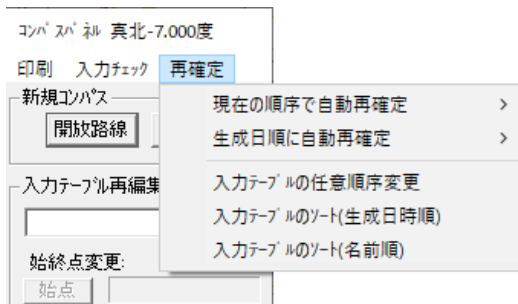 ｺﾝﾊﾟｽﾊﾟﾈﾙ 真北-7.000度
印刷 入力ﾁｪｯｸ 再確定
新規ｺﾝﾊﾟｽ
開放路線
現在の順序で自動再確定 >
生成日順に自動再確定 >
入力ﾃｰﾌﾞﾙの任意順序変更
入力ﾃｰﾌﾞﾙのｿｰﾄ(生成日時順)
入力ﾃｰﾌﾞﾙのｿｰﾄ(名前順)
入力ﾃｰﾌﾞﾙ再編集
始終点変更:
始点